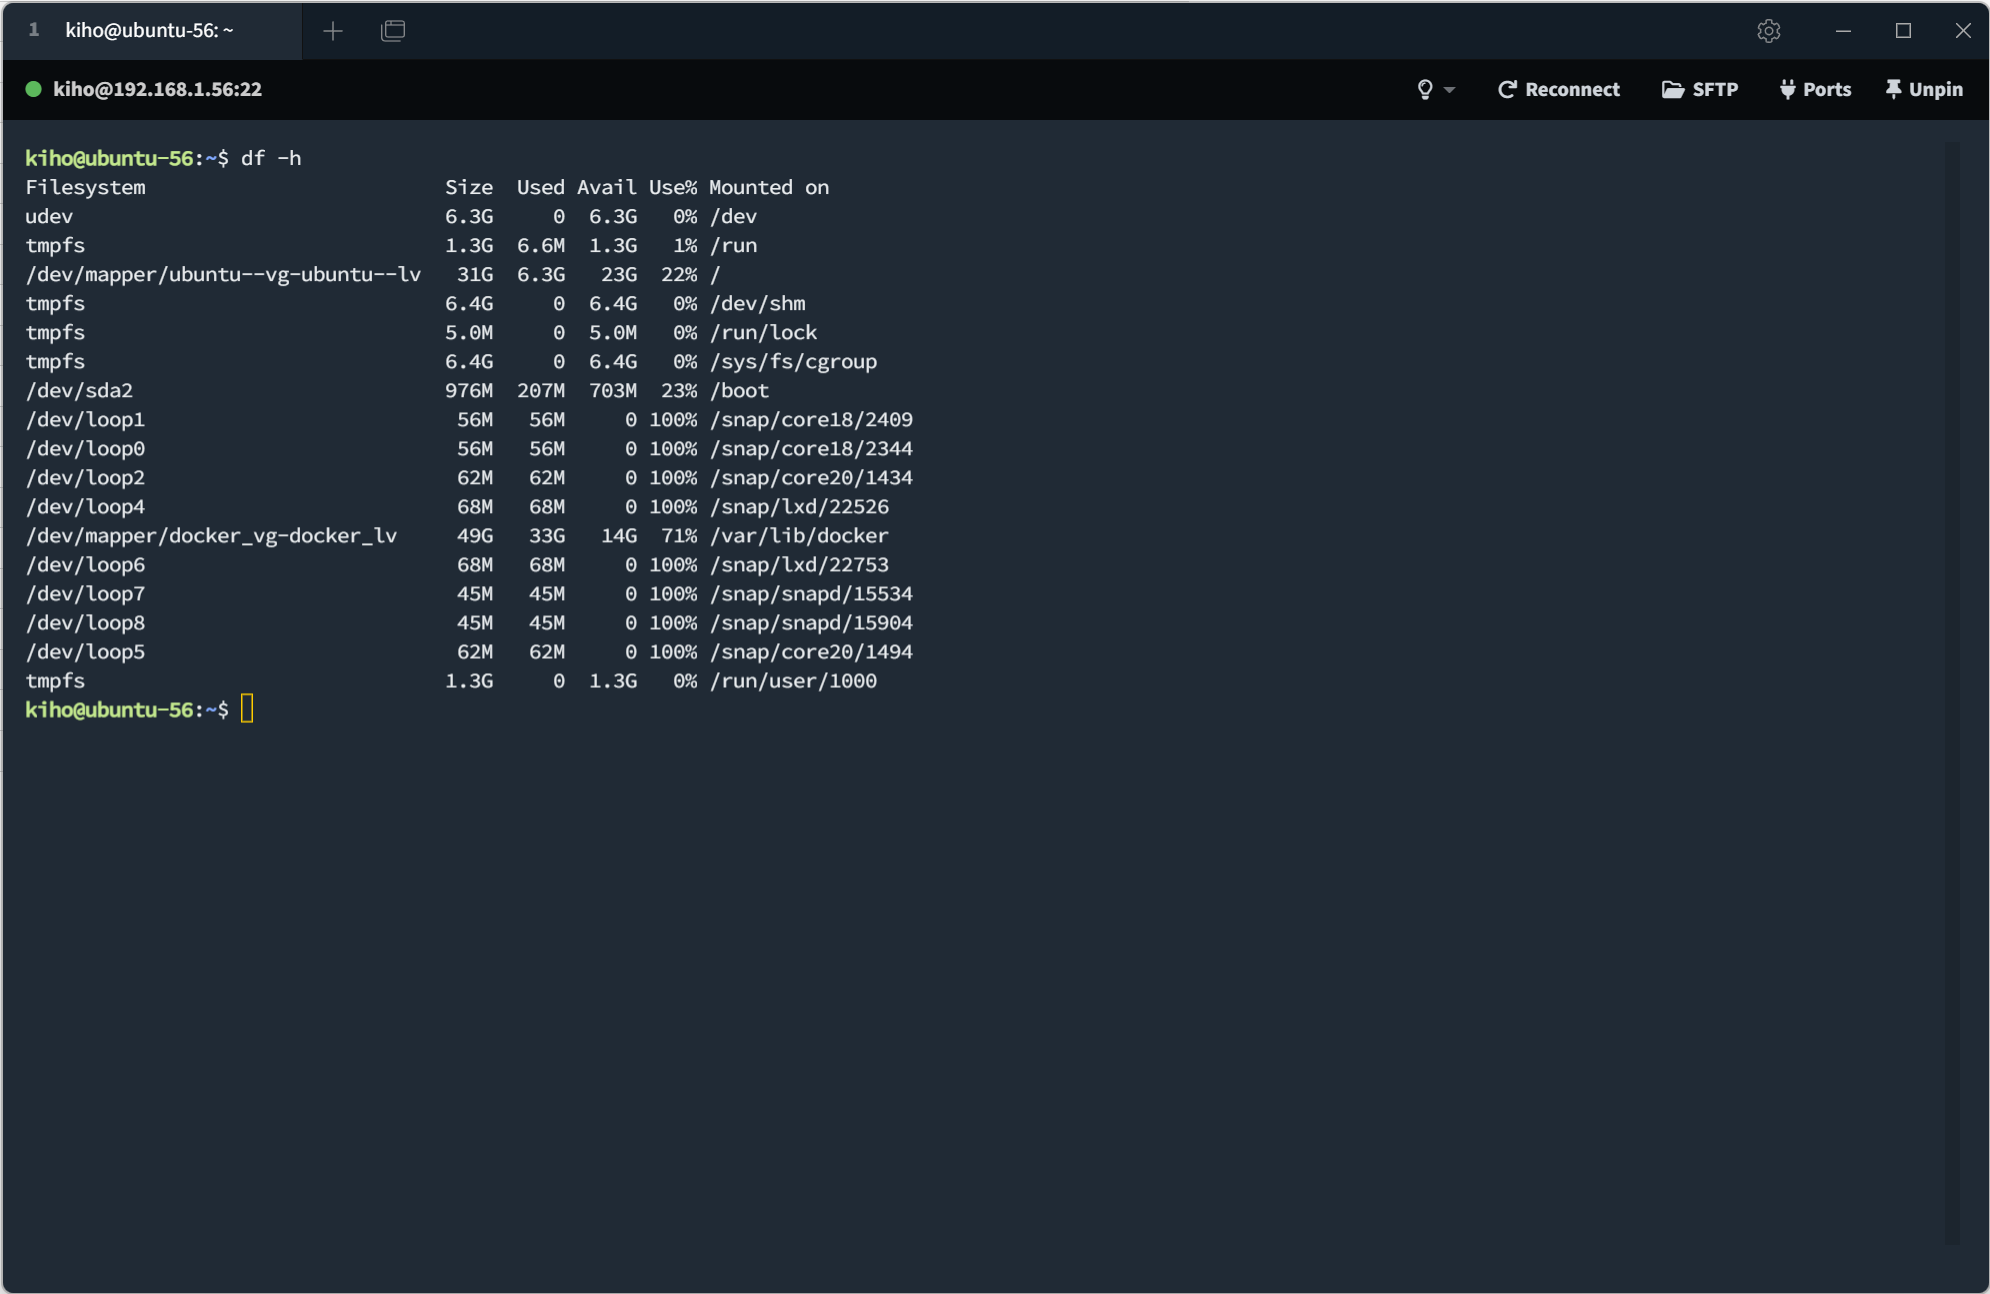 1 kiho@ubuntu-56: ~
kiho@192.168.1.56:22 Reconnect SFTP Ports Unpin
kiho@ubuntu-56:~$ df -h
Filesystem                         Size  Used Avail Use% Mounted on
udev                               6.3G     0  6.3G   0% /dev
tmpfs                              1.3G  6.6M  1.3G   1% /run
/dev/mapper/ubuntu--vg-ubuntu--lv   31G  6.3G   23G  22% /
tmpfs                              6.4G     0  6.4G   0% /dev/shm
tmpfs                              5.0M     0  5.0M   0% /run/lock
tmpfs                              6.4G     0  6.4G   0% /sys/fs/cgroup
/dev/sda2                          976M  207M  703M  23% /boot
/dev/loop1                          56M   56M     0 100% /snap/core18/2409
/dev/loop0                          56M   56M     0 100% /snap/core18/2344
/dev/loop2                          62M   62M     0 100% /snap/core20/1434
/dev/loop4                          68M   68M     0 100% /snap/lxd/22526
/dev/mapper/docker_vg-docker_lv     49G   33G   14G  71% /var/lib/docker
/dev/loop6                          68M   68M     0 100% /snap/lxd/22753
/dev/loop7                          45M   45M     0 100% /snap/snapd/15534
/dev/loop8                          45M   45M     0 100% /snap/snapd/15904
/dev/loop5                          62M   62M     0 100% /snap/core20/1494
tmpfs                              1.3G     0  1.3G   0% /run/user/1000
kiho@ubuntu-56:~$